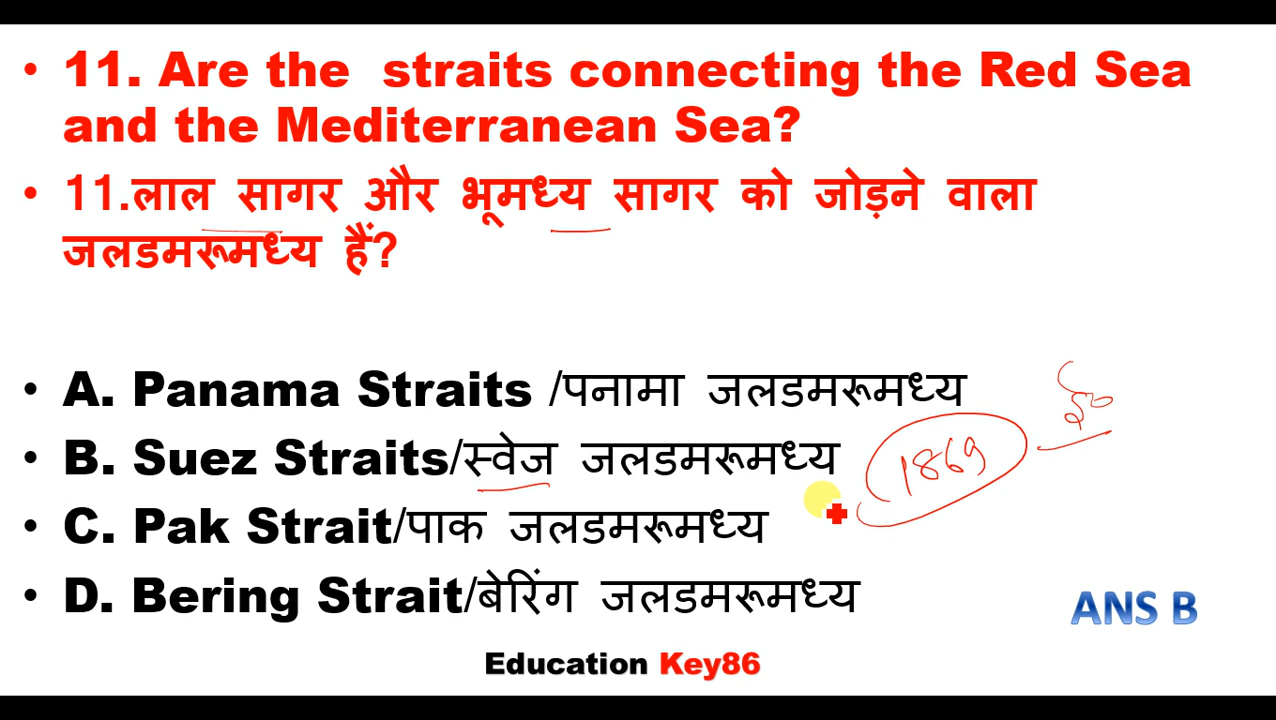 • 11. Are the straits connecting the Red Sea
and the Mediterranean Sea?
• 11.लाल सागर और भूमध्य सागर को जोड़ने वाला
जलडमरूमध्य हैं?
• A. Panama Straits /पनामा जलडमरूमध्य
• B. Suez Straits/स्वेज जलडमरूमध्य
1869
• C. Pak Strait/पाक जलडमरूमध्य
• D. Bering Strait/बेरिंग जलडमरूमध्य
ANS B
Education Key86